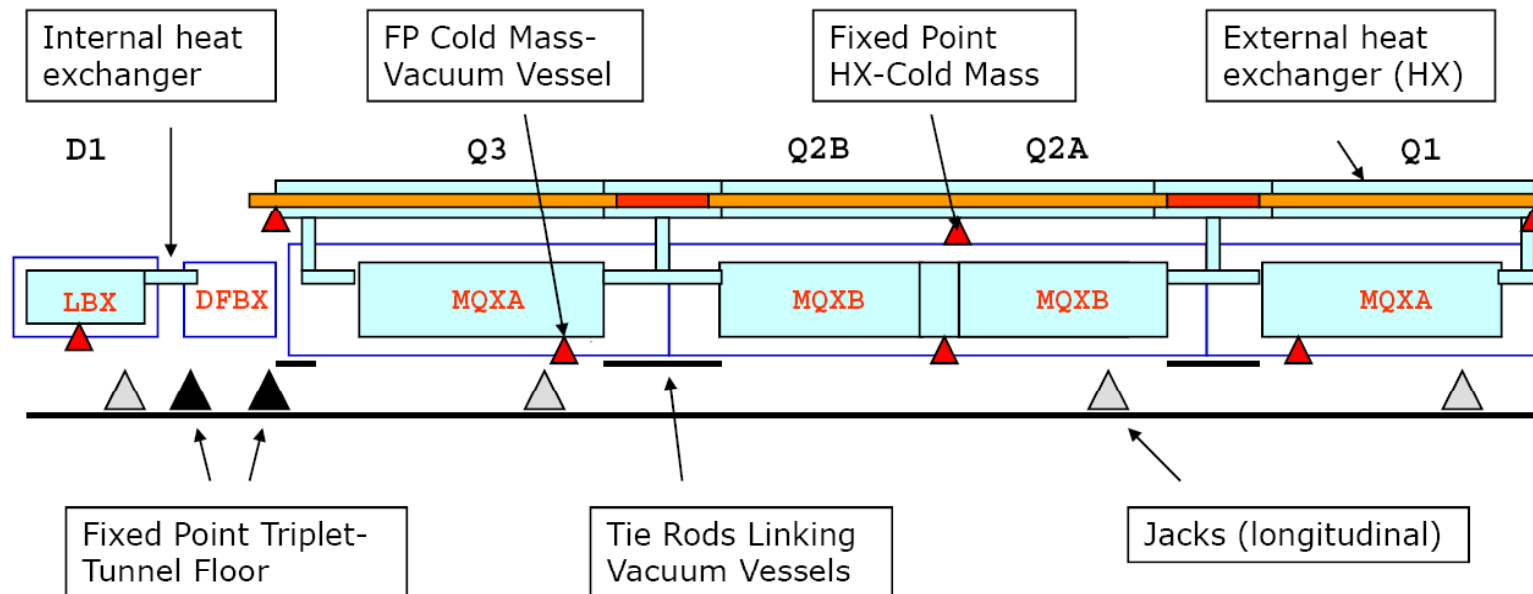 Internal heat
exchanger
FP Cold Mass-
Vacuum Vessel
Fixed Point
HX-Cold Mass
External heat
exchanger (HX)
D1
Q3
Q2B
Q2A
Q1
LBX
DFBX
MQXA
MQXB
MQXB
MQXA
Fixed Point Triplet-
Tunnel Floor
Tie Rods Linking
Vacuum Vessels
Jacks (longitudinal)